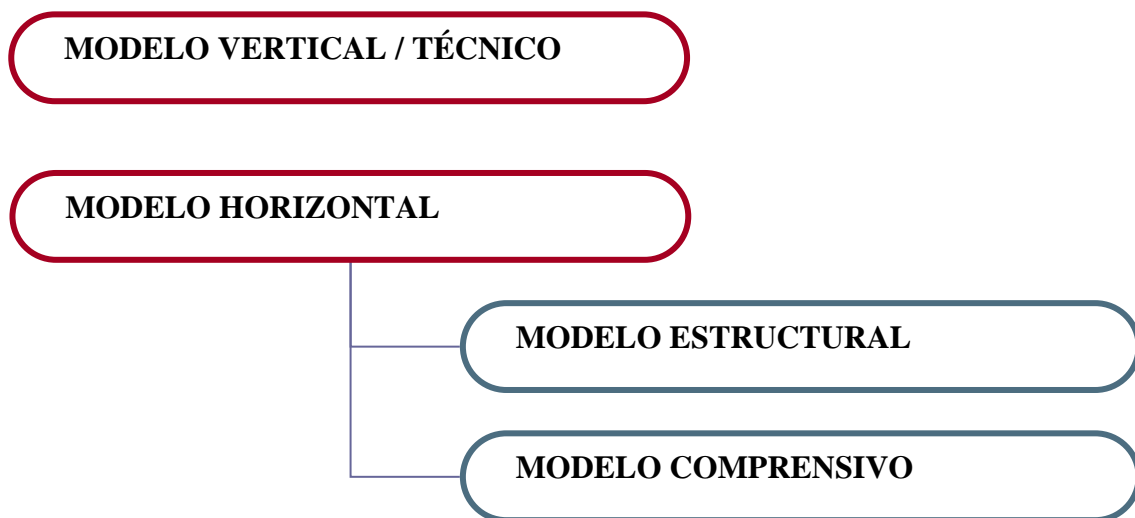 MODELO VERTICAL / TÉCNICO
MODELO HORIZONTAL
MODELO ESTRUCTURAL
MODELO COMPRENSIVO